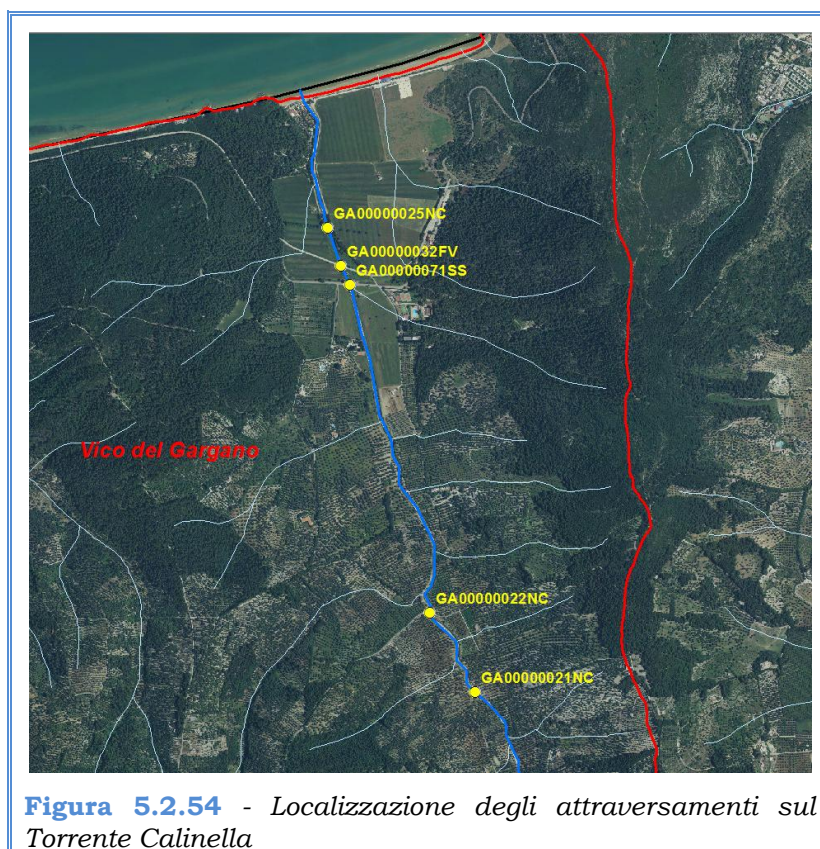 GA00000025NC
GA00000032FV
GA00000071SS
Vico del Gargano
GA00000022NC
GA00000021NC
Figura 5.2.54 - Localizzazione degli attraversamenti sul
Torrente Calinella